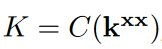 K = C(𝐤^𝐱𝐱)